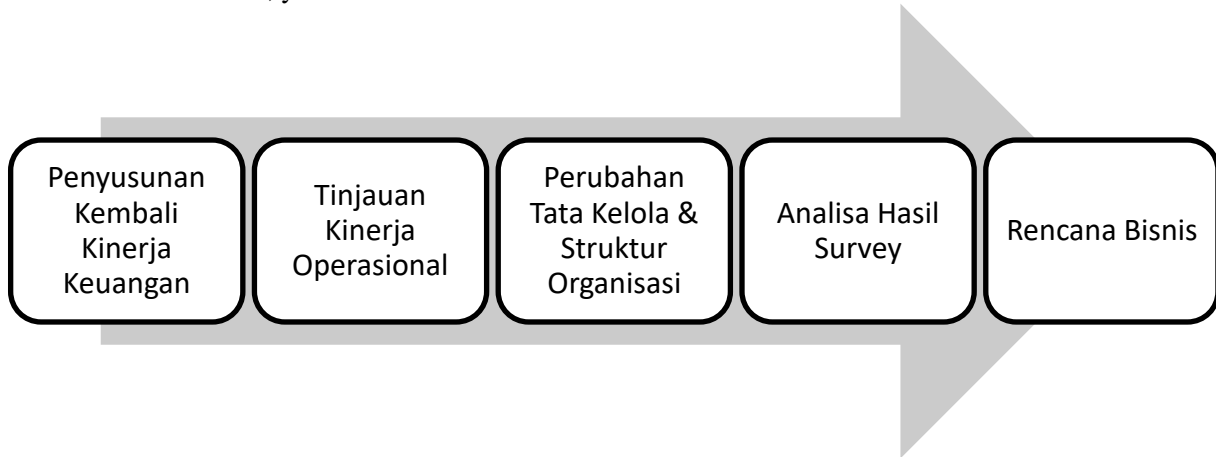 Penyusunan
Kembali
Kinerja
Keuangan
Tinjauan
Kinerja
Operasional
Perubahan
Tata Kelola &
Struktur
Organisasi
Analisa Hasil
Survey
Rencana Bisnis